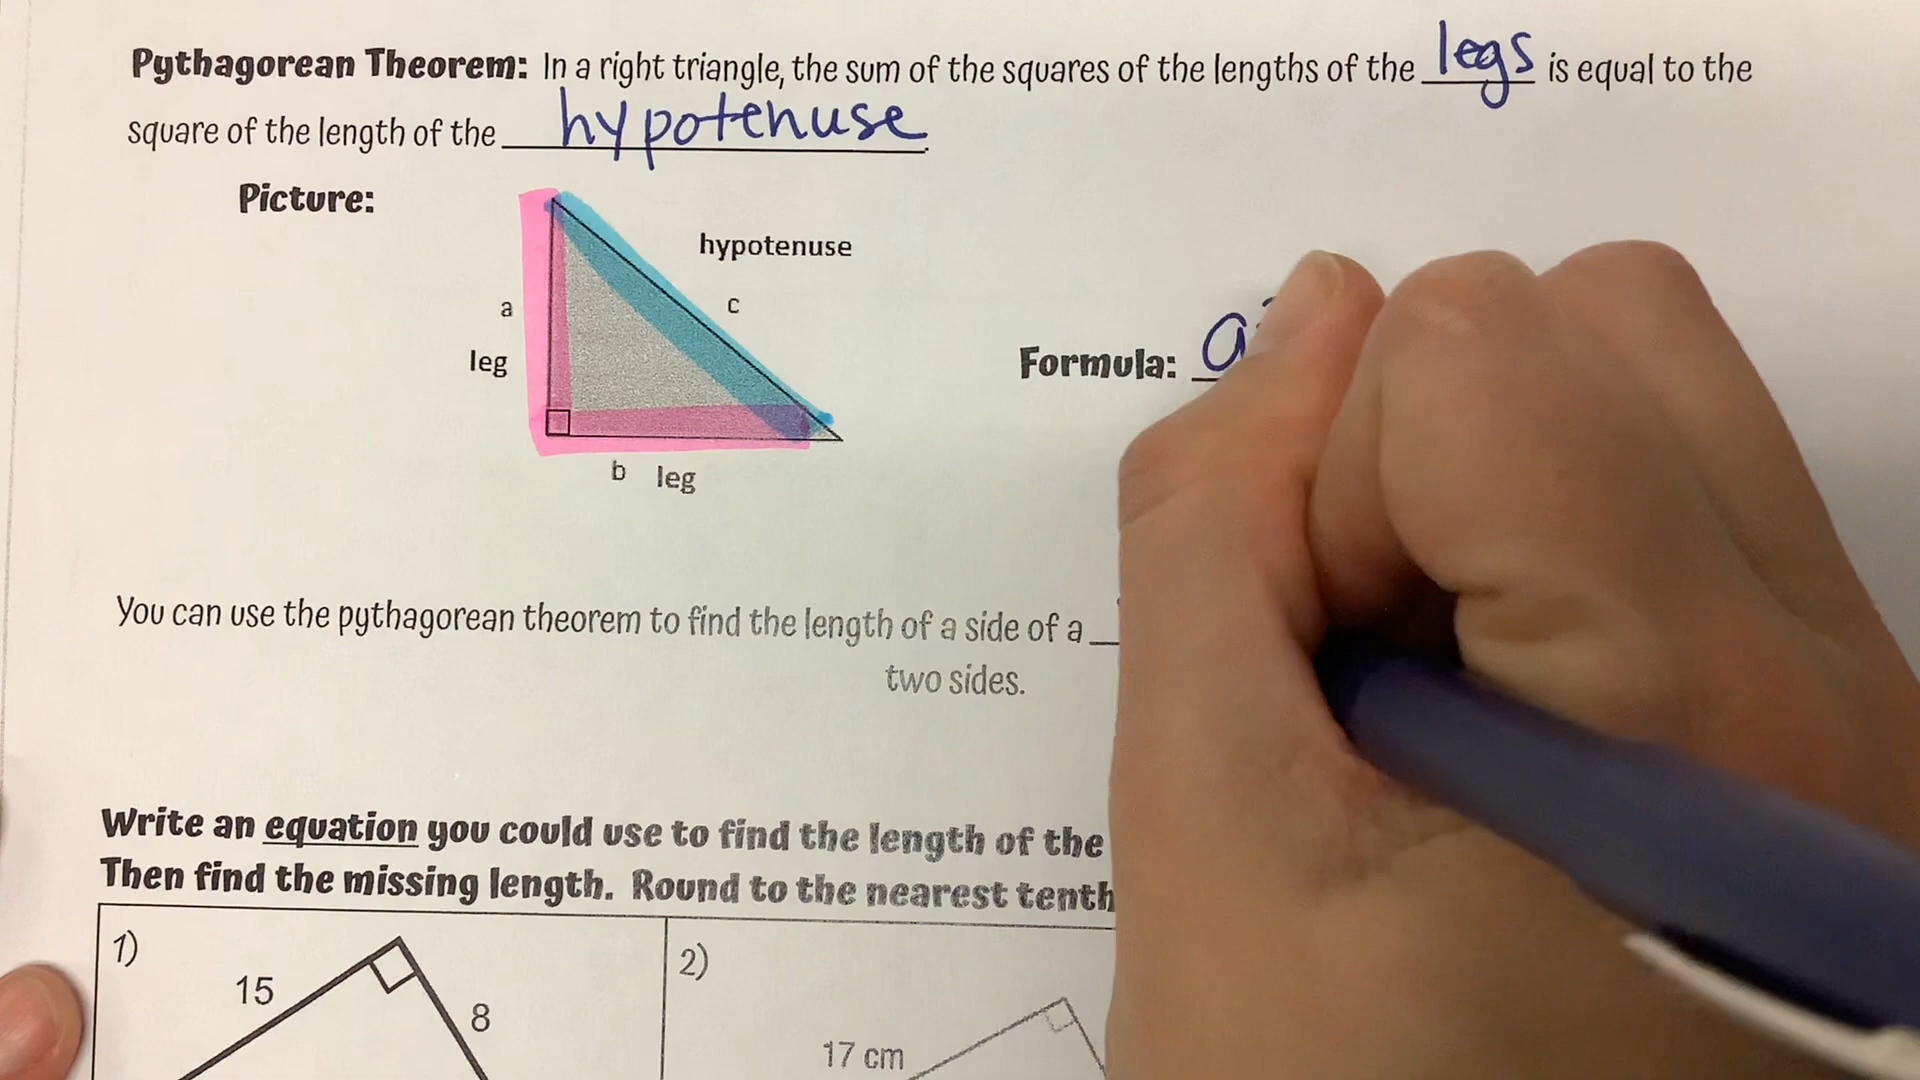 Pythagorean Theorem: In a right triangle, the sum of the squares of the lengths of the legs is equal to the
square of the length of the hypotenuse.
Picture:
hypotenuse
a
c
leg
Formula: a
b leg
You can use the pythagorean theorem to find the length of a side of a
two sides.
Write an equation you could use to find the length of the
Then find the missing length. Round to the nearest tenth
1)
2)
15
8
17 cm